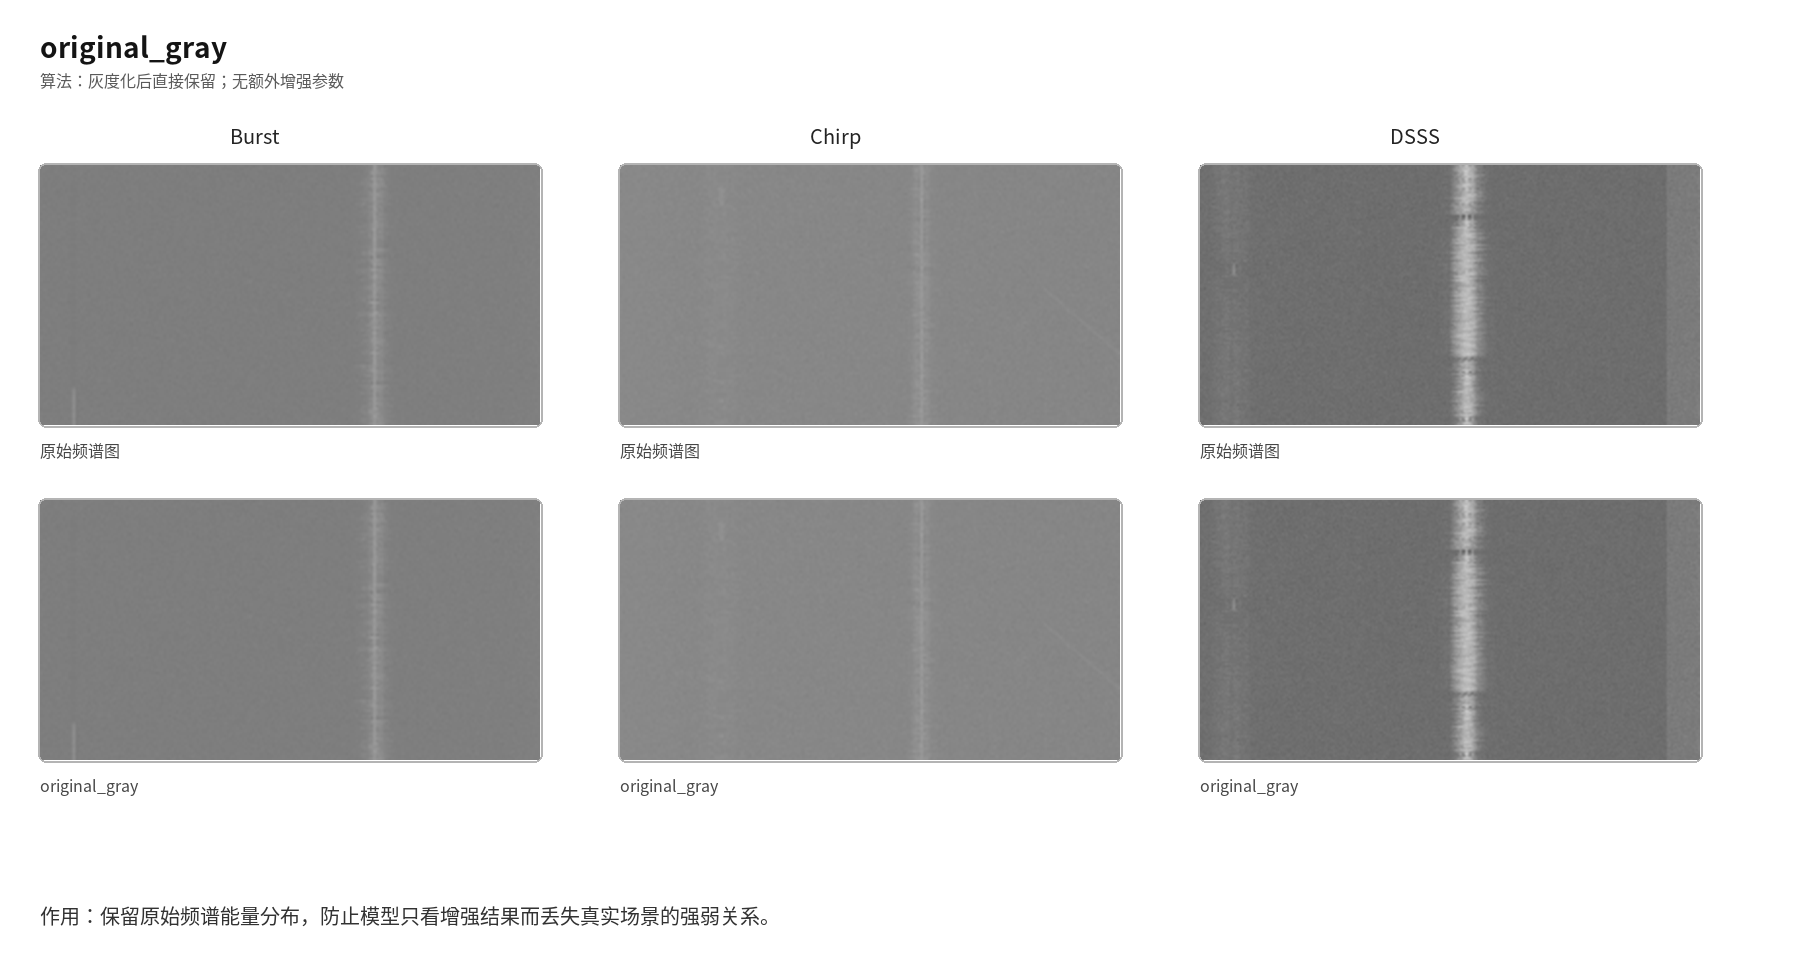 original_gray
算法：灰度化后直接保留；无额外增强参数
Burst
Chirp
DSSS
原始频谱图
原始频谱图
原始频谱图
original_gray
original_gray
original_gray
作用：保留原始频谱能量分布，防止模型只看增强结果而丢失真实场景的强弱关系。